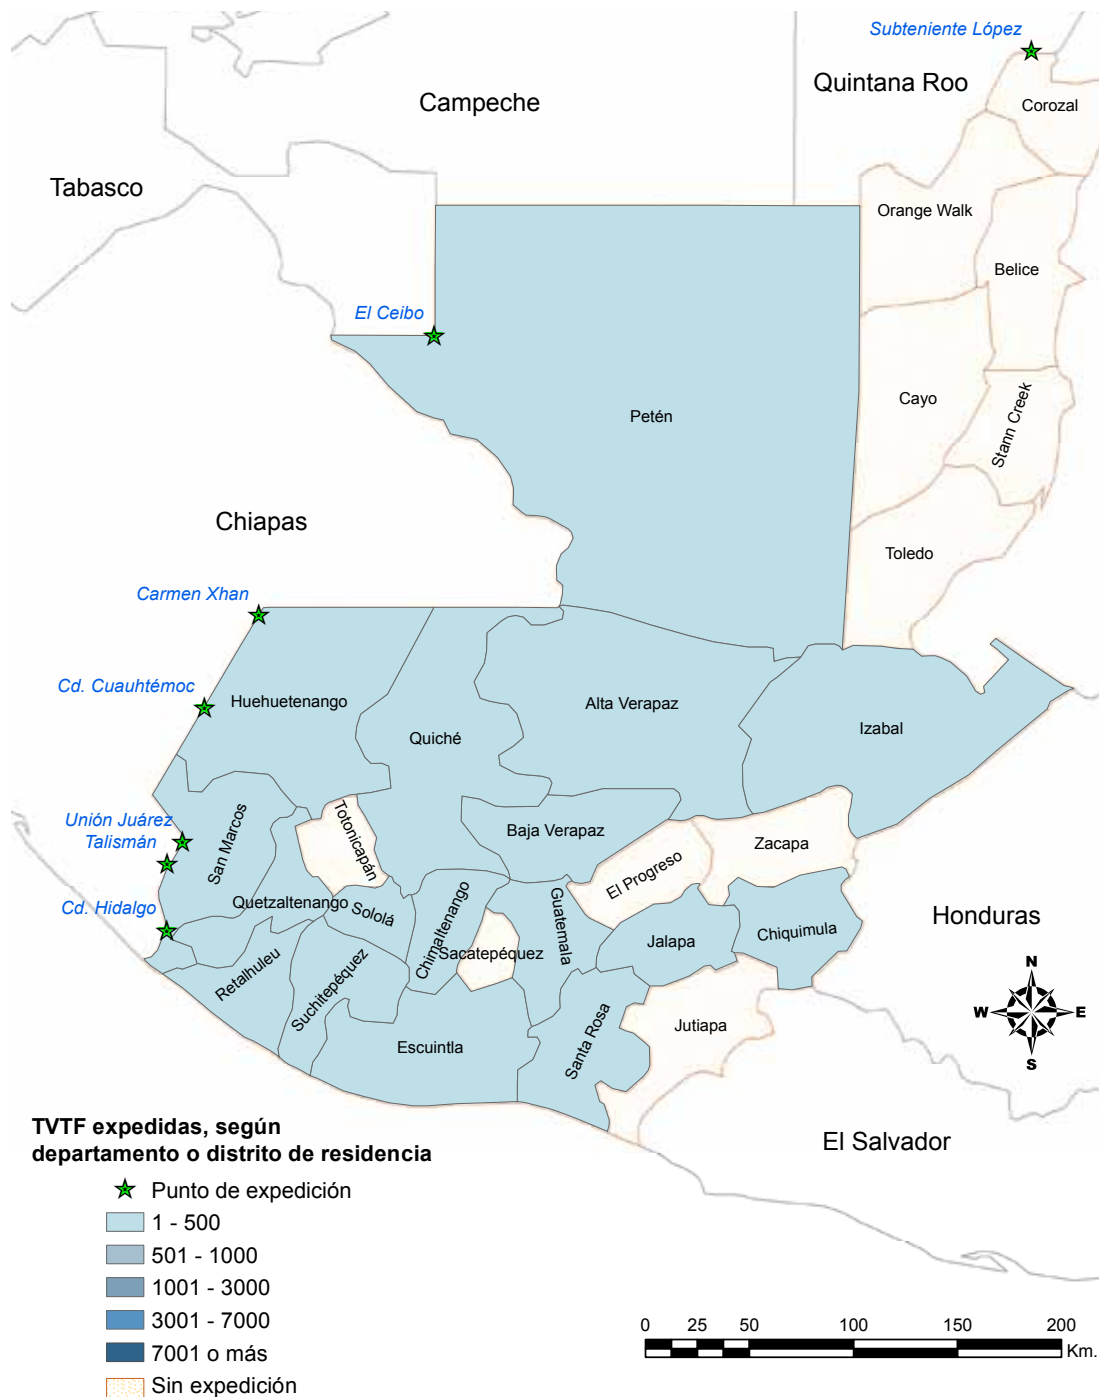 Subteniente López
Quintana Roo
Campeche
Corozal
Tabasco
Orange Walk
Belice
El Ceibo
Cayo
Petén
Stann Creek
Chiapas
Toledo
Carmen Xhan
Cd. Cuauhtémoc
Huehuetenango
Alta Verapaz
Izabal
Quiché
Unión Juárez
Talismán
San Marcos
Totonicapán
Baja Verapaz
Zacapa
El Progreso
Cd. Hidalgo
Quetzaltenango
Sololá
Chimaltenango
Guatemala
Honduras
Chiquimula
Jalapa
Sacatepéquez
Retalhuleu
Suchitepéquez
N
W
E
S
Jutiapa
Escuintla
Santa Rosa
El Salvador
TVTF expedidas, según
departamento o distrito de residencia
Punto de expedición
1 - 500
501 - 1000
1001 - 3000
3001 - 7000
7001 o más
Sin expedición
0 25 50 100 150 200
Km.